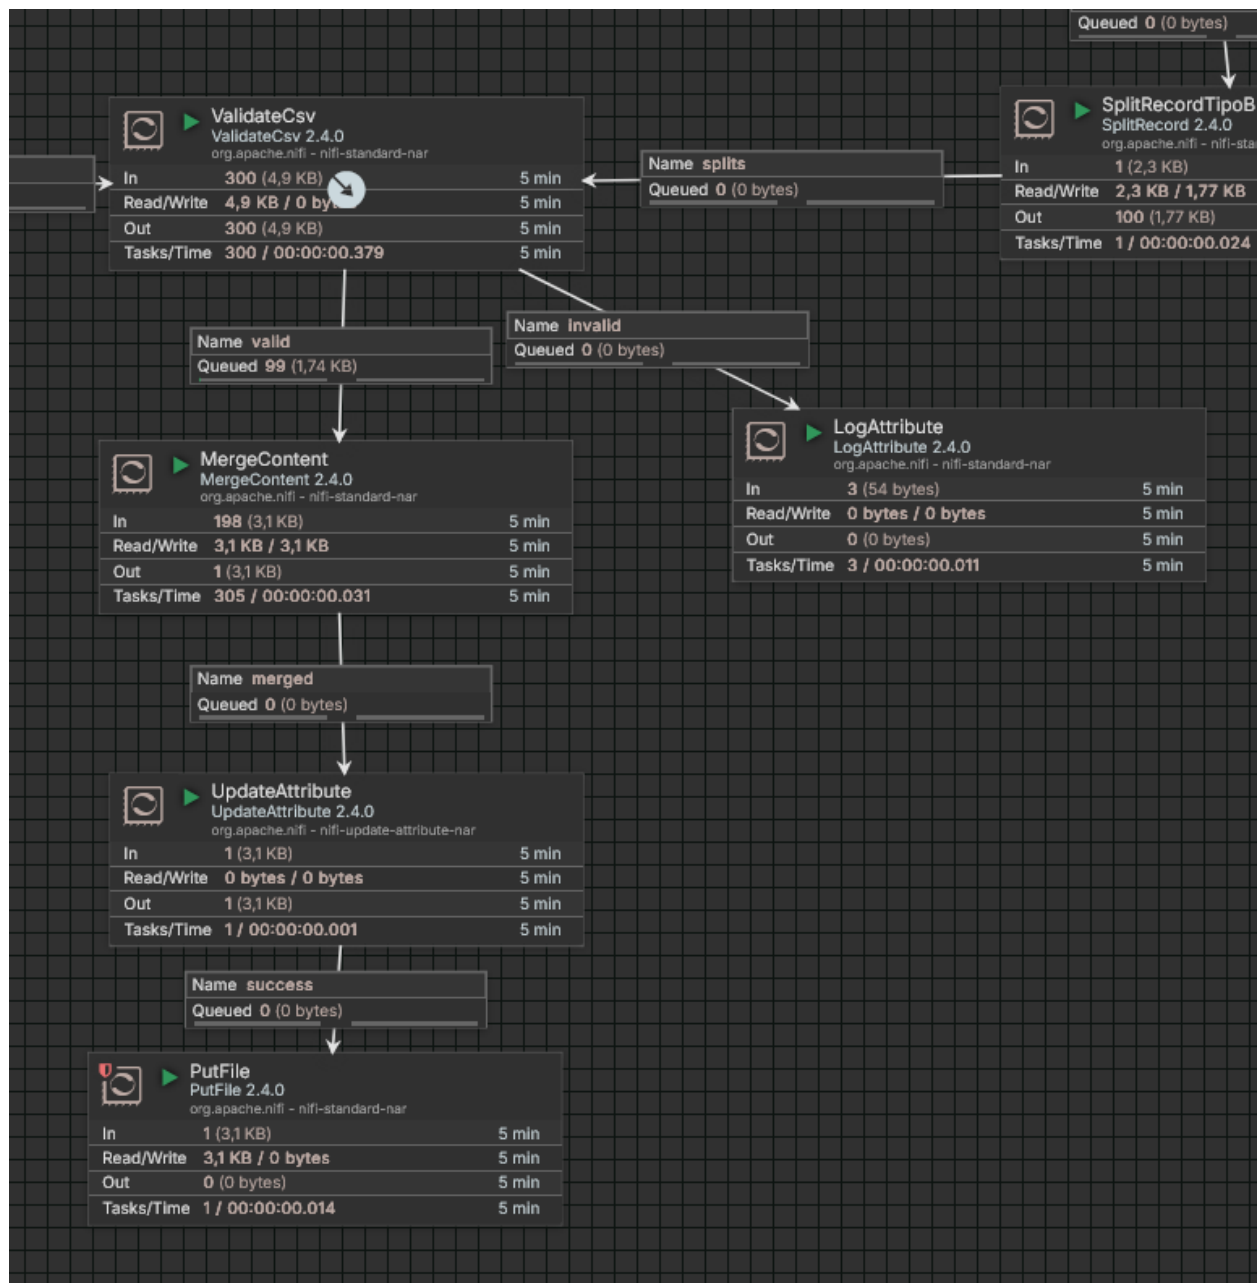 Queued 0 (0 bytes)
ValidateCsv
ValidateCsv 2.4.0
org.apache.nifi - nifi-standard-nar
In 300 (4,9 KB) 5 min
Read/Write 4,9 KB / 0 5 min
Out 300 (4,9 KB) 5 min
Tasks/Time 300 / 00:00:00.379 5 min
Name splits
Queued 0 (0 bytes)
SplitRecordTipoB
SplitRecord 2.4.0
org.apache.nifi - nifi-sta
In 1 (2,3 KB)
Read/Write 2,3 KB / 1,77 KB
Out 100 (1,77 KB)
Tasks/Time 1 / 00:00:00.024
Name valid
Queued 99 (1,74 KB)
Name invalid
Queued 0 (0 bytes)
MergeContent
MergeContent 2.4.0
org.apache.nifi - nifi-standard-nar
In 198 (3,1 KB) 5 min
Read/Write 3,1 KB / 3,1 KB 5 min
Out 1 (3,1 KB) 5 min
Tasks/Time 305 / 00:00:00.031 5 min
LogAttribute
LogAttribute 2.4.0
org.apache.nifi - nifi-standard-nar
In 3 (54 bytes) 5 min
Read/Write 0 bytes / 0 bytes 5 min
Out 0 (0 bytes) 5 min
Tasks/Time 3 / 00:00:00.011 5 min
Name merged
Queued 0 (0 bytes)
UpdateAttribute
UpdateAttribute 2.4.0
org.apache.nifi - nifi-update-attribute-nar
In 1 (3,1 KB) 5 min
Read/Write 0 bytes / 0 bytes 5 min
Out 1 (3,1 KB) 5 min
Tasks/Time 1 / 00:00:00.001 5 min
Name success
Queued 0 (0 bytes)
PutFile
PutFile 2.4.0
org.apache.nifi - nifi-standard-nar
In 1 (3,1 KB) 5 min
Read/Write 3,1 KB / 0 bytes 5 min
Out 0 (0 bytes) 5 min
Tasks/Time 1 / 00:00:00.014 5 min